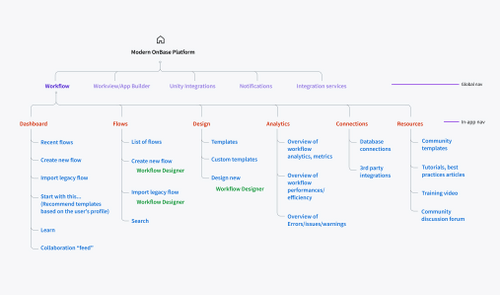 Modern OnBase Platform
Workflow
Workview/App Builder
Unity Integrations
Notifications
Integration services
Global nav
In-app nav
Dashboard
Flows
Design
Analytics
Connections
Resources
Recent flows
Create new flow
Import legacy flow
Start with this...
(Recommend templates
based on the user's profile)
Learn
Collaboration "feed"
List of flows
Create new flow
Workflow Designer
Import legacy flow
Workflow Designer
Search
Templates
Custom templates
Design new
Workflow Designer
Overview of
workflow
analytics, metrics
Overview of
workflow
performances/
efficiency
Overview of
Errors/issues/warnings
Database
connections
3rd party
integrations
Community
templates
Tutorials, best
practices articles
Training video
Community
discussion forum